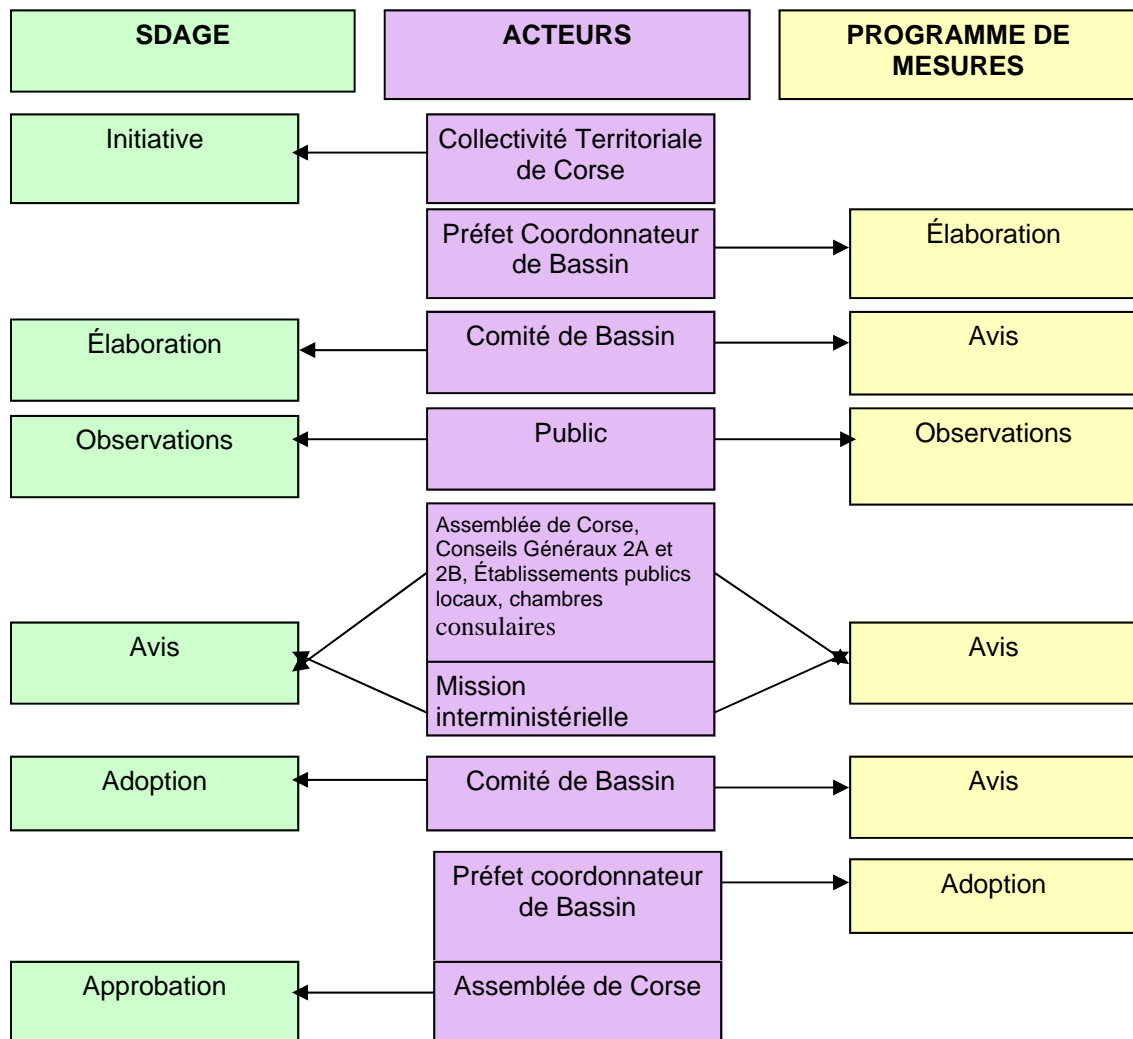 SDAGE
ACTEURS
PROGRAMME DE
MESURES
Initiative
Collectivité Territoriale
de Corse
Préfet Coordonnateur
de Bassin
Élaboration
Élaboration
Comité de Bassin
Avis
Observations
Public
Observations
Assemblée de Corse,
Conseils Généraux 2A et
2B, Établissements publics
locaux, chambres
consulaires
Avis
Avis
Mission
interministérielle
Adoption
Comité de Bassin
Avis
Préfet coordonnateur
de Bassin
Adoption
Approbation
Assemblée de Corse